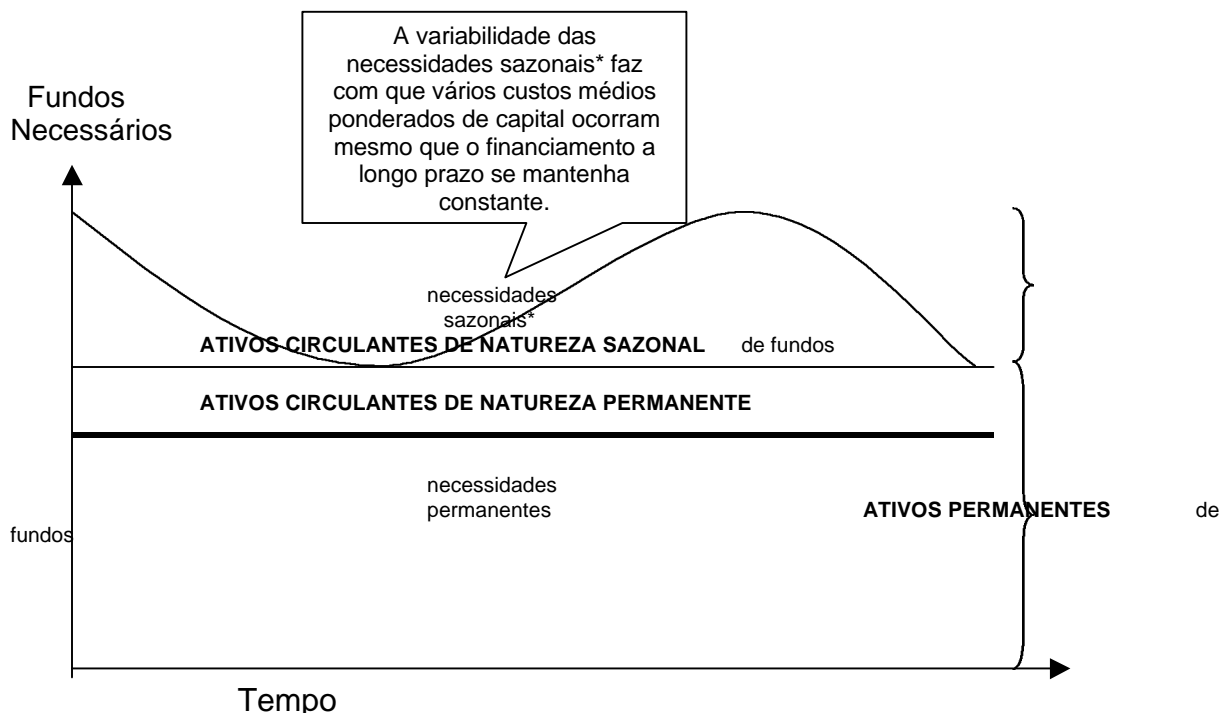 A variabilidade das
necessidades sazonais* faz
com que vários custos médios
ponderados de capital ocorram
mesmo que o financiamento a
longo prazo se mantenha
constante.
Fundos
Necessários
necessidades
sazonais*
ATIVOS CIRCULANTES DE NATUREZA SAZONAL de fundos
ATIVOS CIRCULANTES DE NATUREZA PERMANENTE
necessidades
permanentes
ATIVOS PERMANENTES de
fundos
Tempo